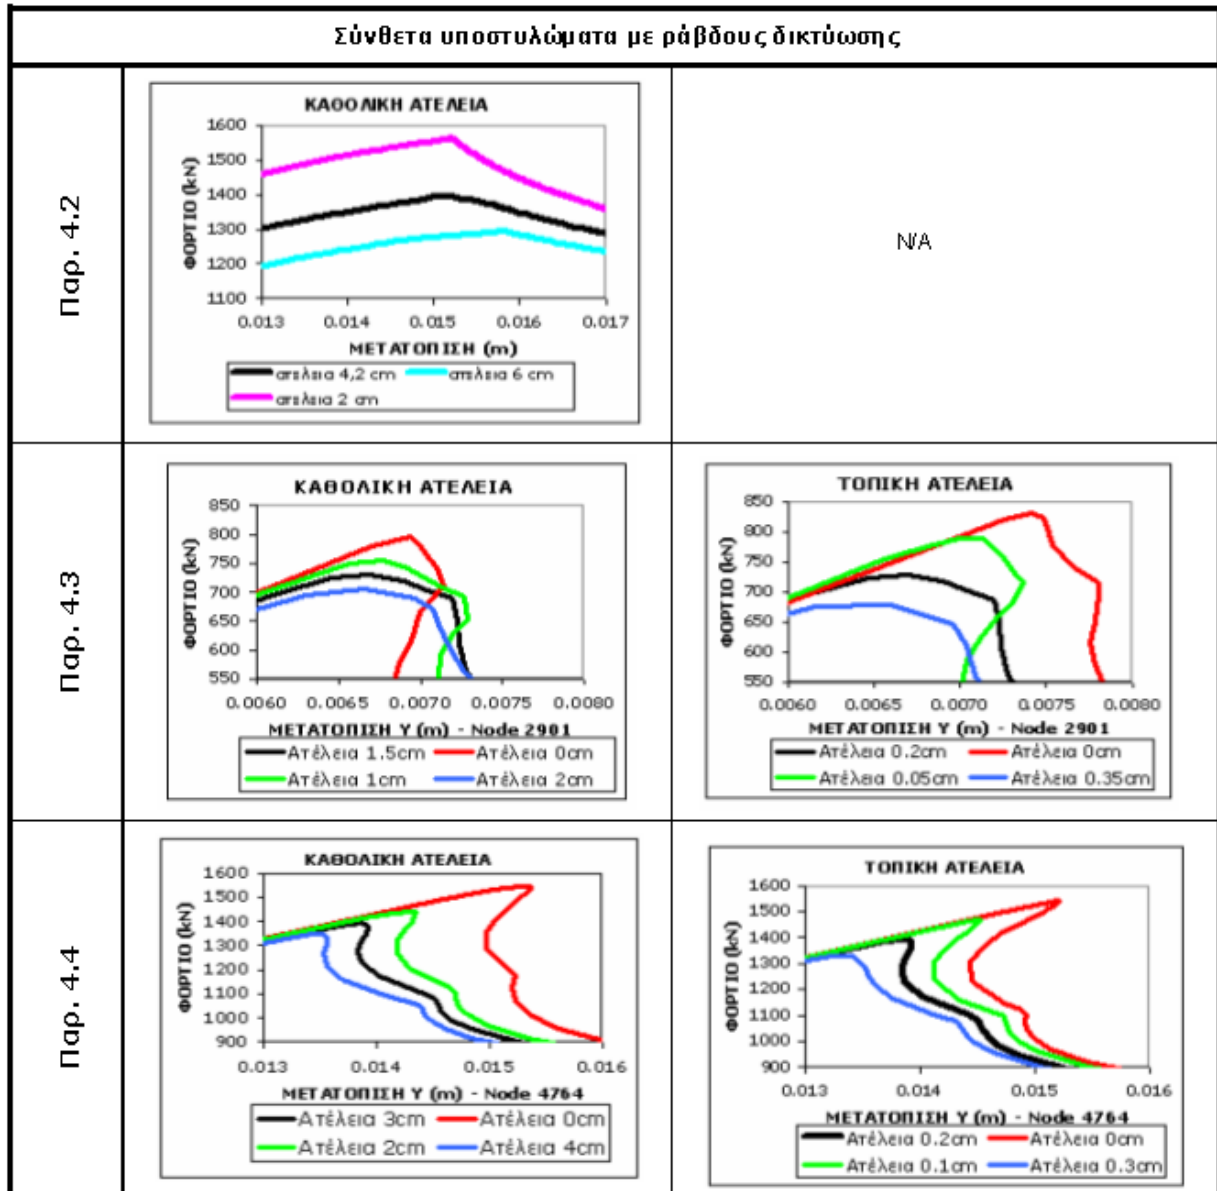 Σύνθετα υποστυλώματα με ράβδους δικτύωσης
Παρ. 4.2
ΚΑΘΟΛΙΚΗ ΑΤΕΛΕΙΑ
ΦΟΡΤΙΟ (kN)
1600
1500
1400
1300
1200
1100
0.013 0.014 0.015 0.016 0.017
ΜΕΤΑΤΟΠΙΣΗ (m)
ατελεια 4,2 cm ατελεια 6 cm
ατελεια 2 cm
N/A
Παρ. 4.3
ΚΑΘΟΛΙΚΗ ΑΤΕΛΕΙΑ
ΦΟΡΤΙΟ (kN)
850
800
750
700
650
600
550
0.0060 0.0065 0.0070 0.0075 0.0080
ΜΕΤΑΤΟΠΙΣΗ Υ (m) - Node 2901
Ατέλεια 1.5cm Ατέλεια 0cm
Ατέλεια 1cm Ατέλεια 2cm
ΤΟΠΙΚΗ ΑΤΕΛΕΙΑ
ΦΟΡΤΙΟ (kN)
850
800
750
700
650
600
550
0.0060 0.0065 0.0070 0.0075 0.0080
ΜΕΤΑΤΟΠΙΣΗ Υ (m) - Node 2901
Ατέλεια 0.2cm Ατέλεια 0cm
Ατέλεια 0.05cm Ατέλεια 0.35cm
Παρ. 4.4
ΚΑΘΟΛΙΚΗ ΑΤΕΛΕΙΑ
ΦΟΡΤΙΟ (kN)
1600
1500
1400
1300
1200
1100
1000
900
0.013 0.014 0.015 0.016
ΜΕΤΑΤΟΠΙΣΗ Υ (m) - Node 4764
Ατέλεια 3cm Ατέλεια 0cm
Ατέλεια 2cm Ατέλεια 4cm
ΤΟΠΙΚΗ ΑΤΕΛΕΙΑ
ΦΟΡΤΙΟ (kN)
1600
1500
1400
1300
1200
1100
1000
900
0.013 0.014 0.015 0.016
ΜΕΤΑΤΟΠΙΣΗ Υ (m) - Node 4764
Ατέλεια 0.2cm Ατέλεια 0cm
Ατέλεια 0.1cm Ατέλεια 0.3cm